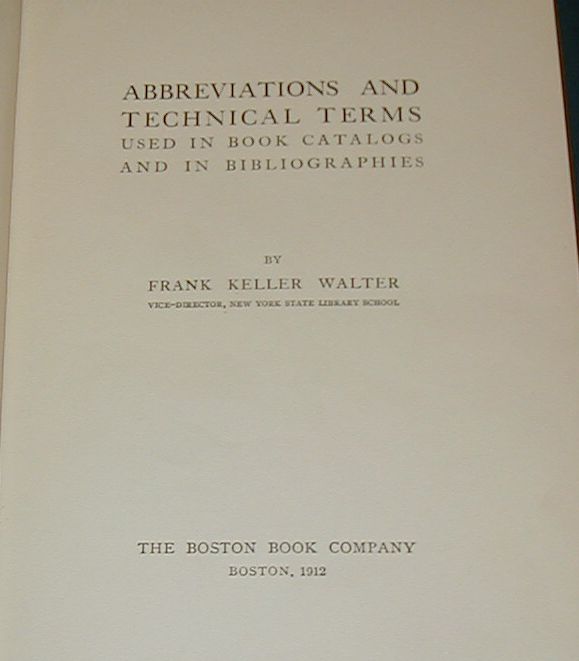 ABBREVIATIONS AND
TECHNICAL TERMS
USED IN BOOK CATALOGS
AND IN BIBLIOGRAPHIES
BY
FRANK KELLER WALTER
VICE-DIRECTOR, NEW YORK STATE LIBRARY SCHOOL
THE BOSTON BOOK COMPANY
BOSTON, 1912